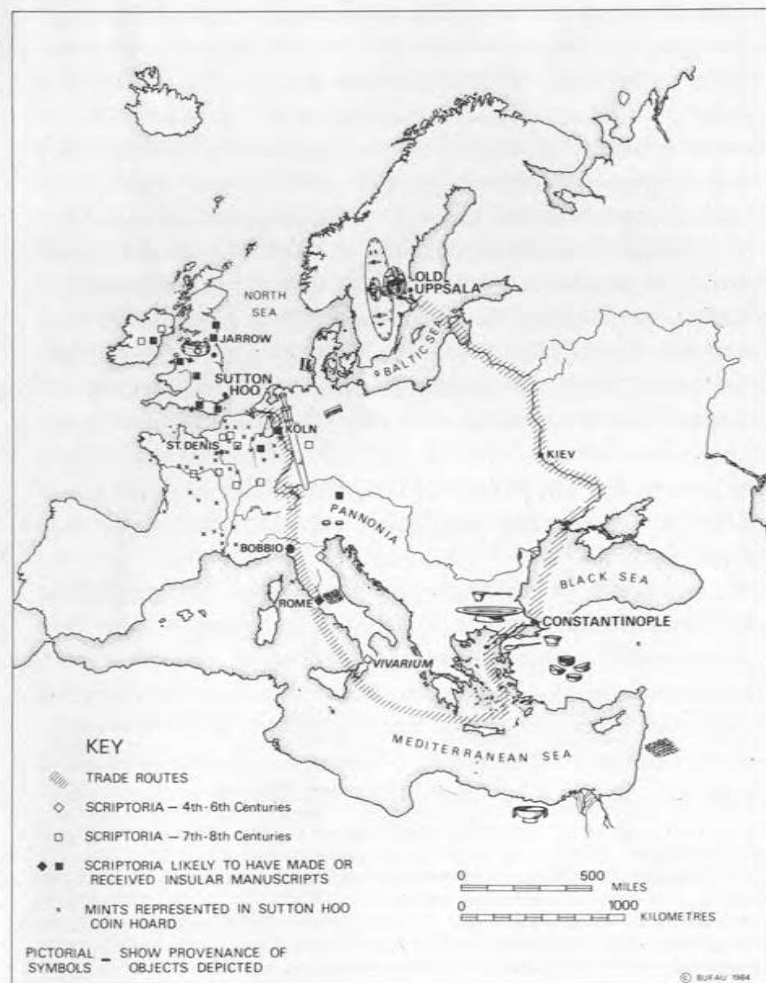 NORTH
SEA
OLD
UPPSALA
JARROW
BALTIC SEA
SUTTON
HOO
KÖLN
ST. DENIS
KIEV
PANNONIA
BOBBIO
BLACK SEA
ROME
CONSTANTINOPLE
VIVARIUM
MEDITERRANEAN SEA
KEY
TRADE ROUTES
SCRIPTORIA – 4th-6th Centuries
SCRIPTORIA – 7th-8th Centuries
SCRIPTORIA LIKELY TO HAVE MADE OR
RECEIVED INSULAR MANUSCRIPTS
MINTS REPRESENTED IN SUTTON HOO
COIN HOARD
PICTORIAL – SHOW PROVENANCE OF
SYMBOLS OBJECTS DEPICTED
0 500
MILES
0 1000
KILOMETRES
© BUFAU 1984